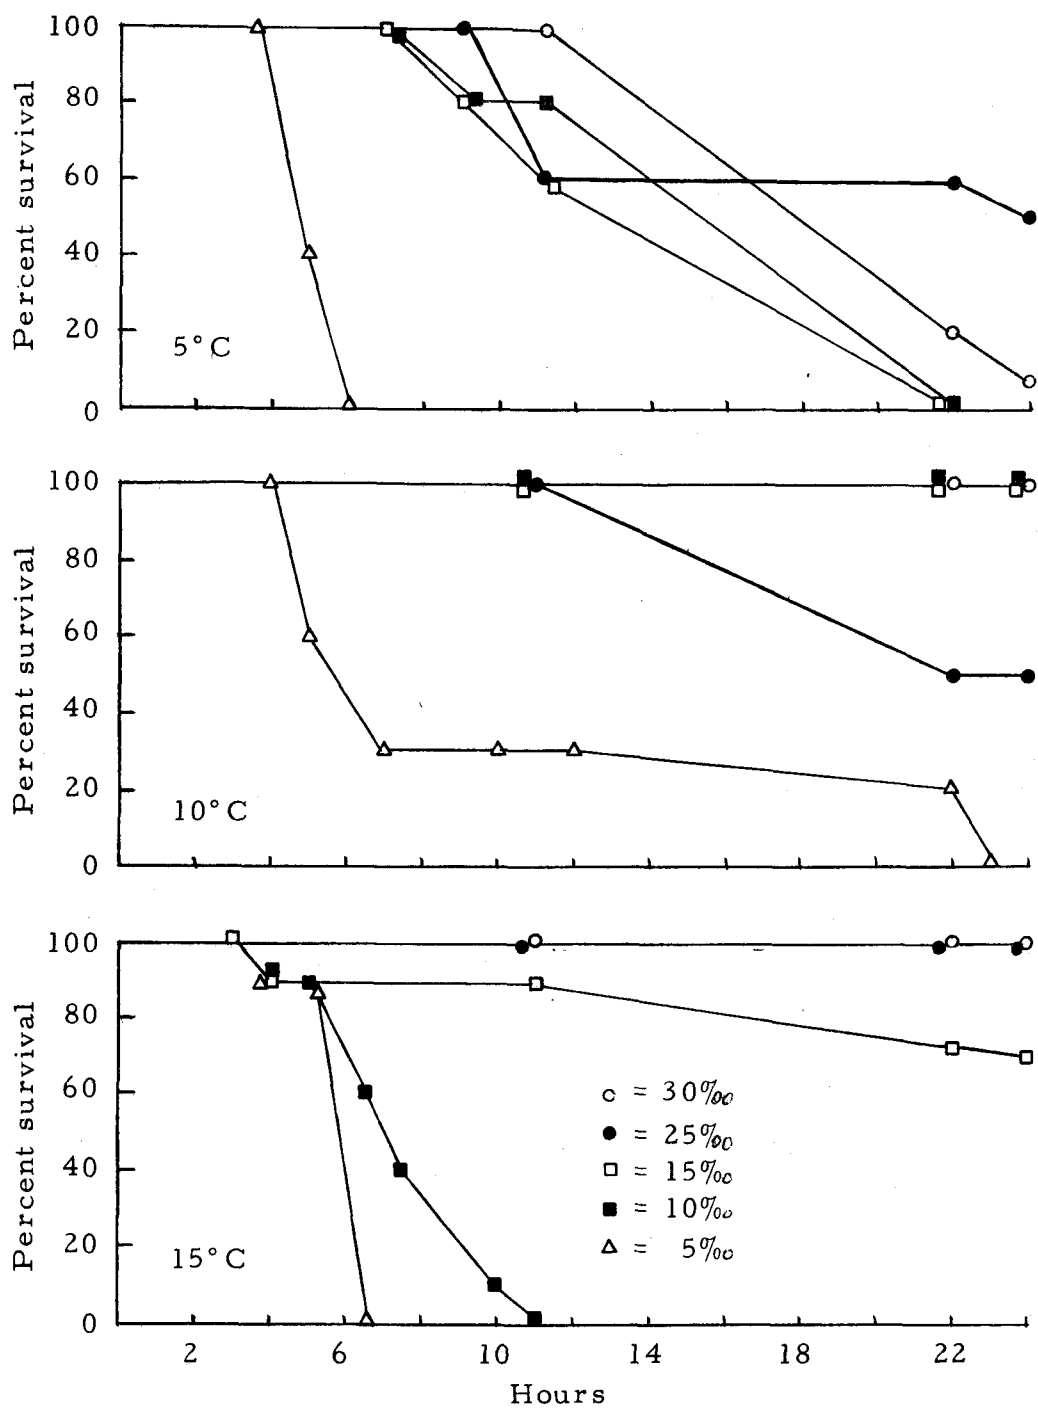 100
80
60
40
20
0
Percent survival
5°C
100
80
60
40
20
0
Percent survival
10°C
100
80
60
40
20
0
Percent survival
15°C
○ = 30‰
● = 25‰
□ = 15‰
■ = 10‰
△ = 5‰
2 6 10 14 18 22
Hours